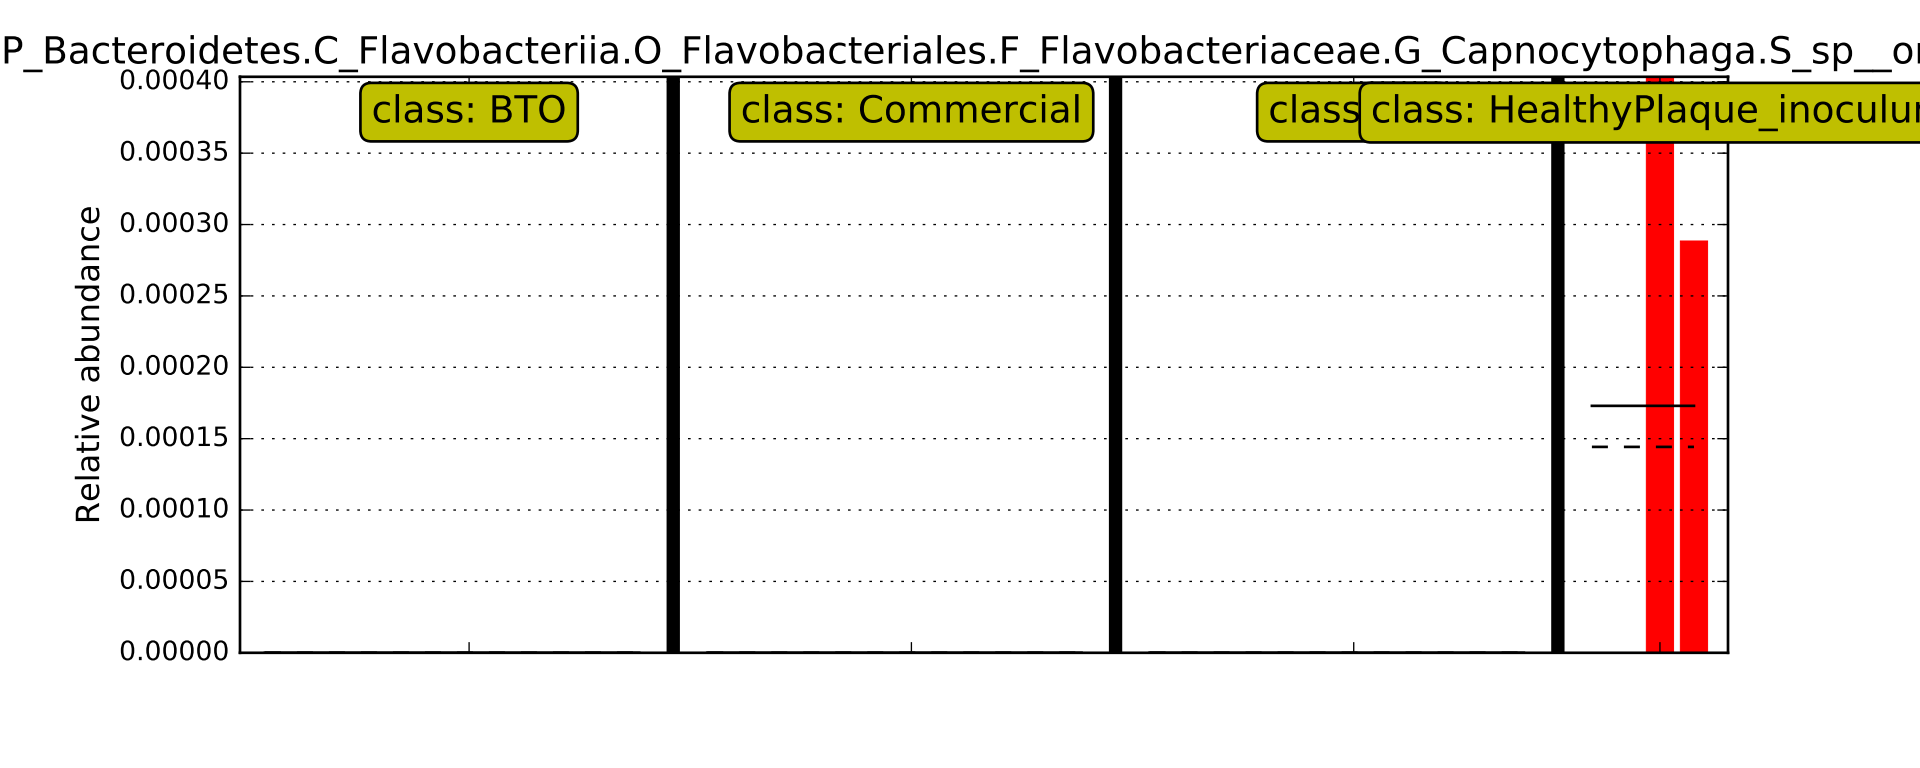 P_Bacteroidetes.C_Flavobacteriia.O_Flavobacteriales.F_Flavobacteriaceae.G_Capnocytophaga.S_sp__or
0.00040
class: BTO
class: Commercial
class
class: HealthyPlaque_inoculum
0.00035
0.00030
0.00025
0.00020
0.00015
0.00010
0.00005
0.00000
Relative abundance